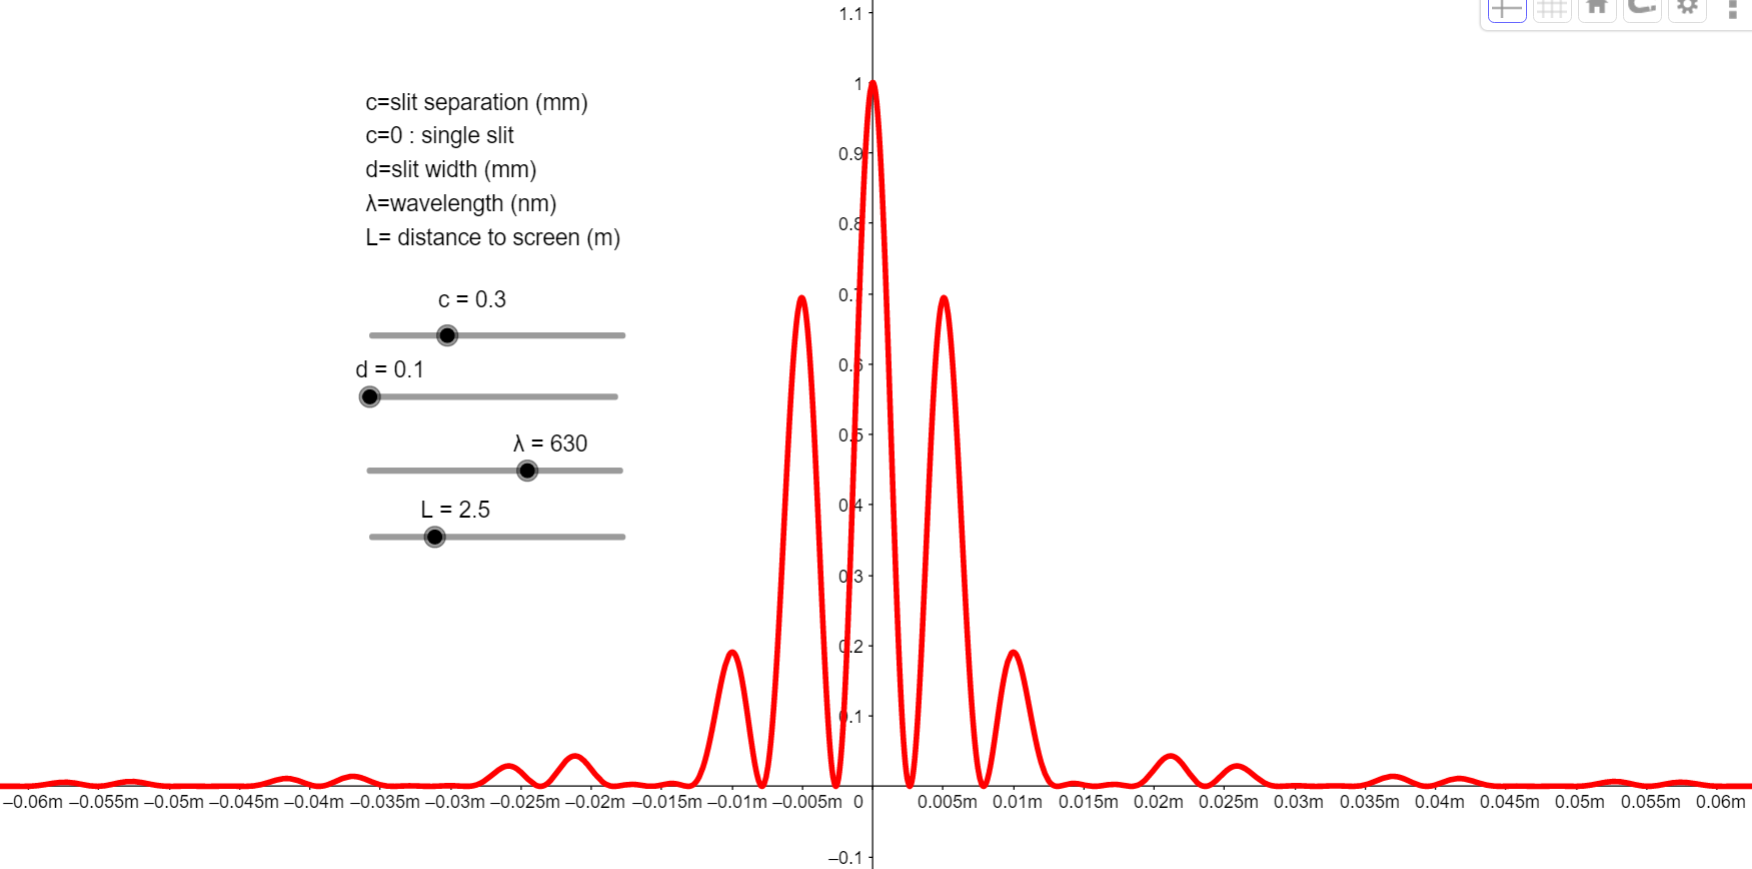 c=slit separation (mm)
c=0 : single slit
d=slit width (mm)
λ=wavelength (nm)
L= distance to screen (m)
c = 0.3
d = 0.1
λ = 630
L = 2.5
1.1
1
0.9
0.8
0.7
0.6
0.5
0.4
0.3
0.2
0.1
–0.06m –0.055m –0.05m –0.045m –0.04m –0.035m –0.03m –0.025m –0.02m –0.015m –0.01m –0.005m 0 0.005m 0.01m 0.015m 0.02m 0.025m 0.03m 0.035m 0.04m 0.045m 0.05m 0.055m 0.06m
–0.1